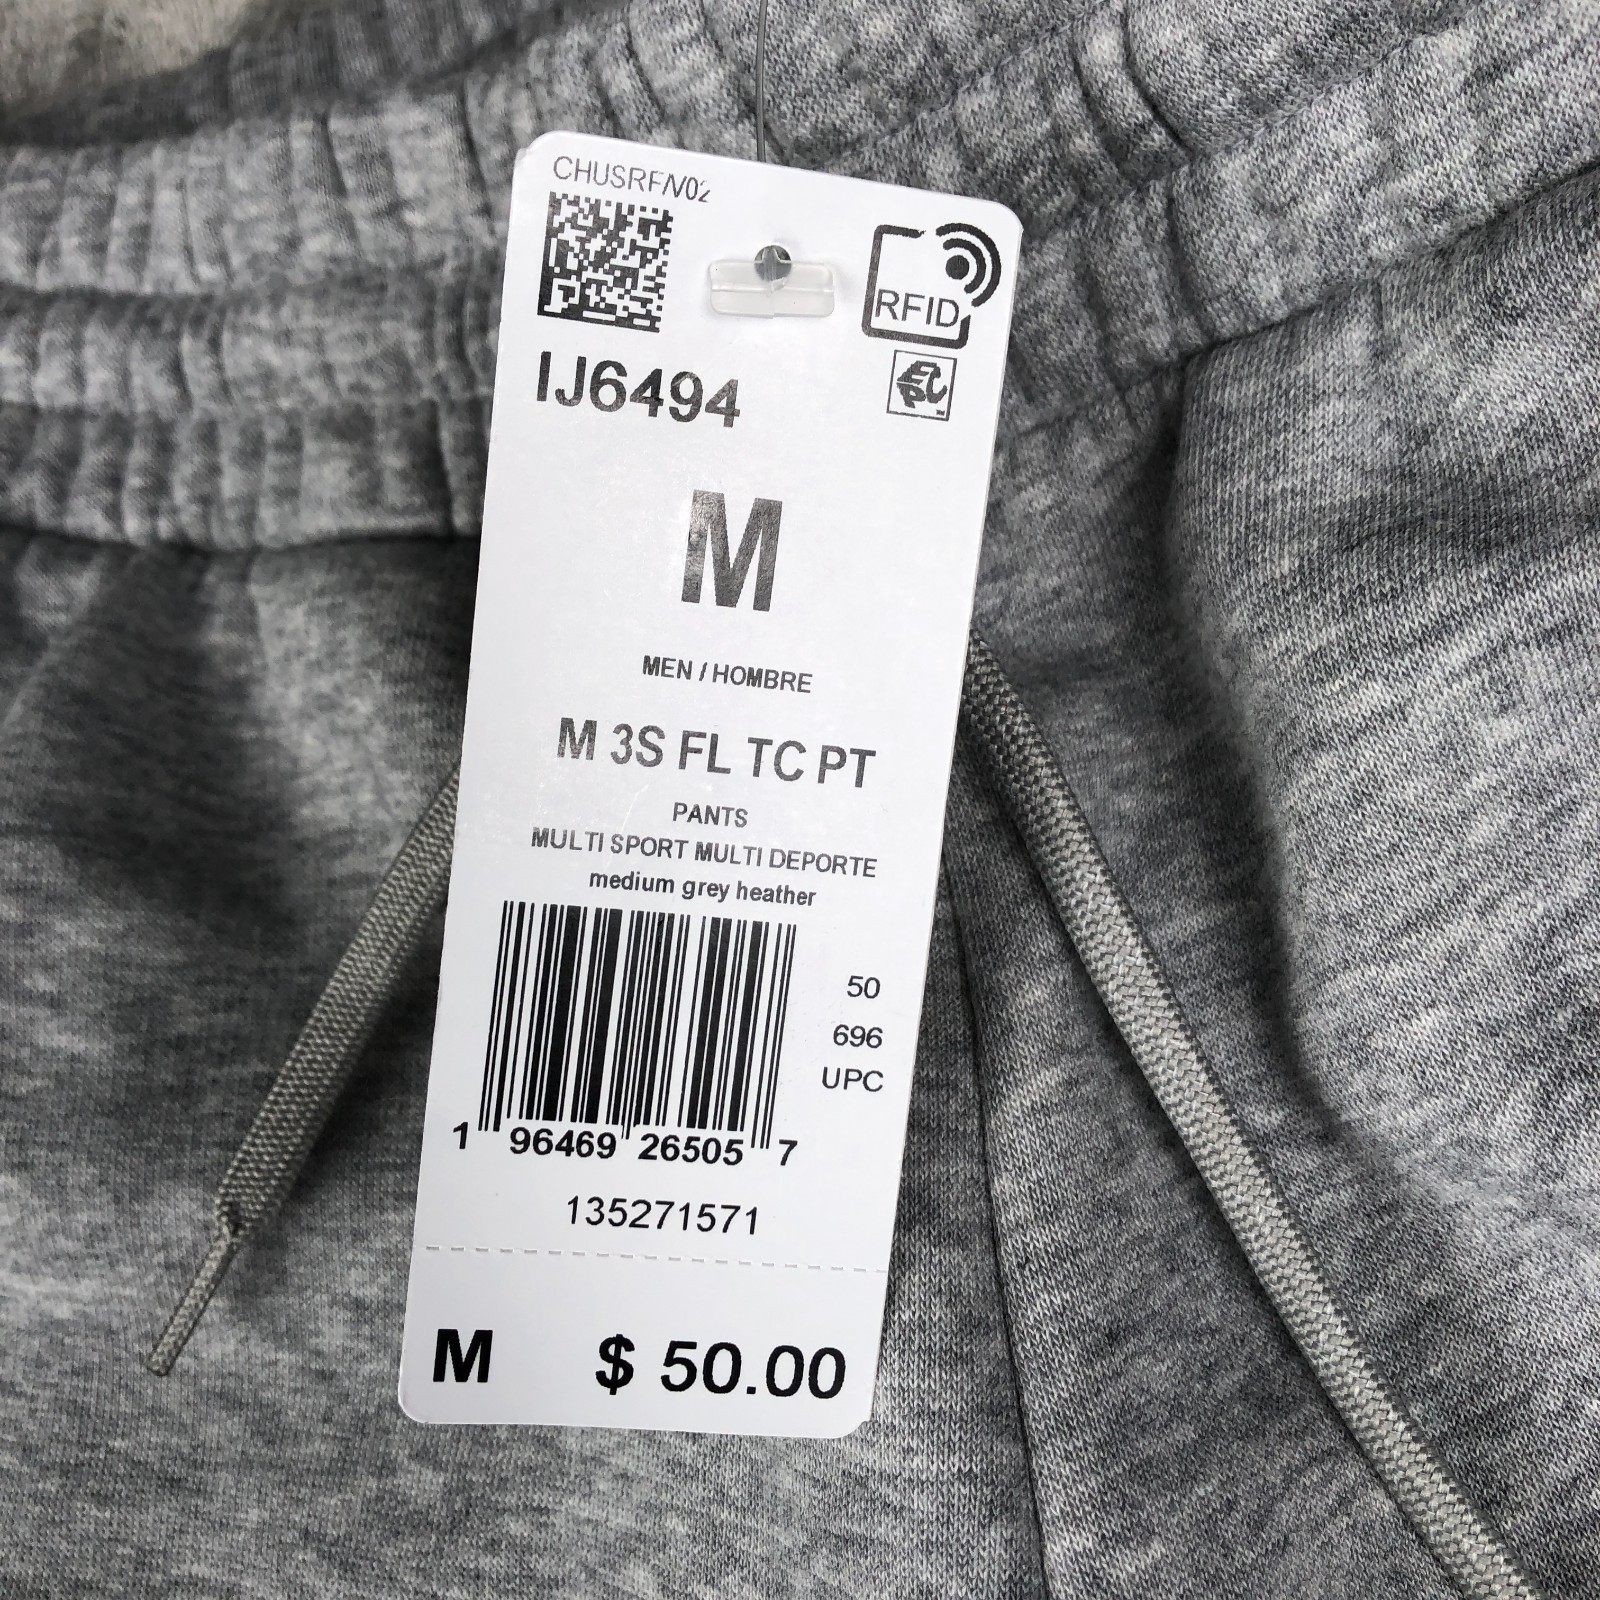 CHUSRFN02
RFID
IJ6494
EPC
M
MEN / HOMBRE
M 3S FL TC PT
PANTS
MULTI SPORT MULTI DEPORTE
medium grey heather
50
696
UPC
1 96469 26505 7
135271571
M $ 50.00